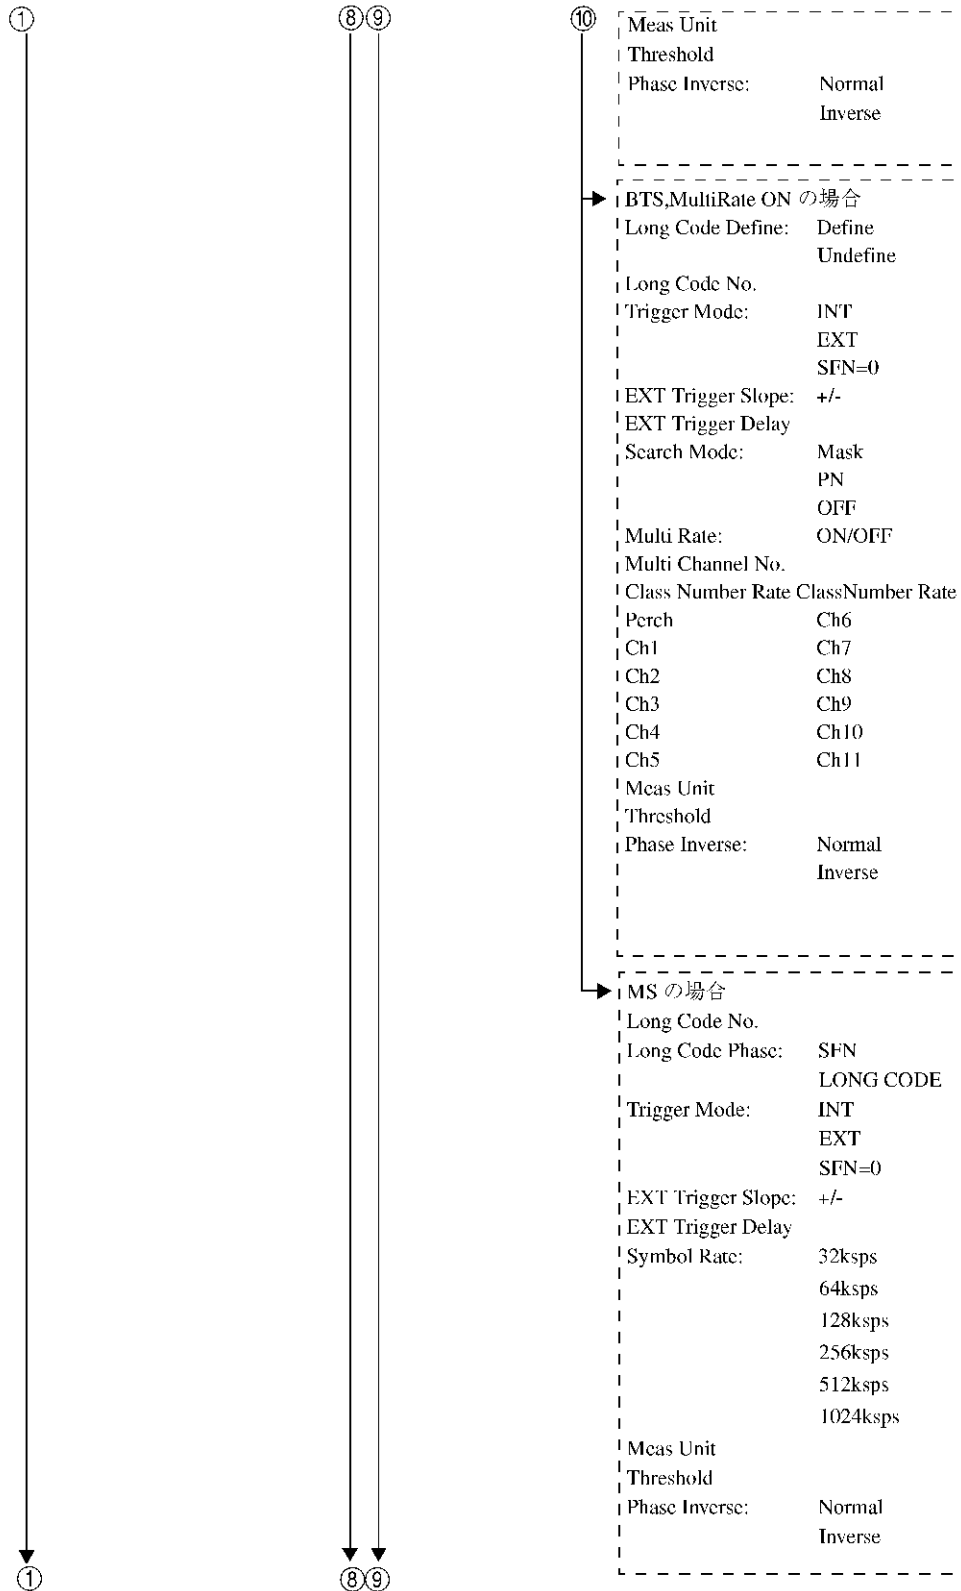 ① ⑧⑨ ⑩
Meas Unit
Threshold
Phase Inverse: Normal
Inverse
BTS,MultiRate ON の場合
Long Code Define: Define
Undefine
Long Code No.
Trigger Mode: INT
EXT
SFN=0
EXT Trigger Slope: +/-
EXT Trigger Delay
Search Mode: Mask
PN
OFF
Multi Rate: ON/OFF
Multi Channel No.
Class Number Rate ClassNumber Rate
Perch Ch6
Ch1 Ch7
Ch2 Ch8
Ch3 Ch9
Ch4 Ch10
Ch5 Ch11
Meas Unit
Threshold
Phase Inverse: Normal
Inverse
MS の場合
Long Code No.
Long Code Phase: SFN
LONG CODE
Trigger Mode: INT
EXT
SFN=0
EXT Trigger Slope: +/-
EXT Trigger Delay
Symbol Rate: 32ksps
64ksps
128ksps
256ksps
512ksps
1024ksps
Meas Unit
Threshold
Phase Inverse: Normal
Inverse
① ⑧⑨